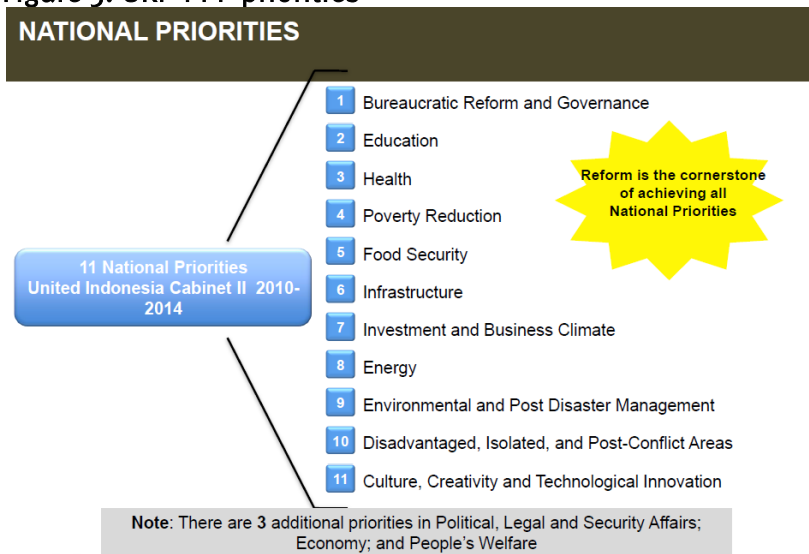 NATIONAL PRIORITIES
11 National Priorities
United Indonesia Cabinet II 2010-
2014
1 Bureaucratic Reform and Governance
2 Education
3 Health
4 Poverty Reduction
5 Food Security
6 Infrastructure
7 Investment and Business Climate
8 Energy
9 Environmental and Post Disaster Management
10 Disadvantaged, Isolated, and Post-Conflict Areas
11 Culture, Creativity and Technological Innovation
Reform is the cornerstone
of achieving all
National Priorities
Note: There are 3 additional priorities in Political, Legal and Security Affairs;
Economy; and People's Welfare